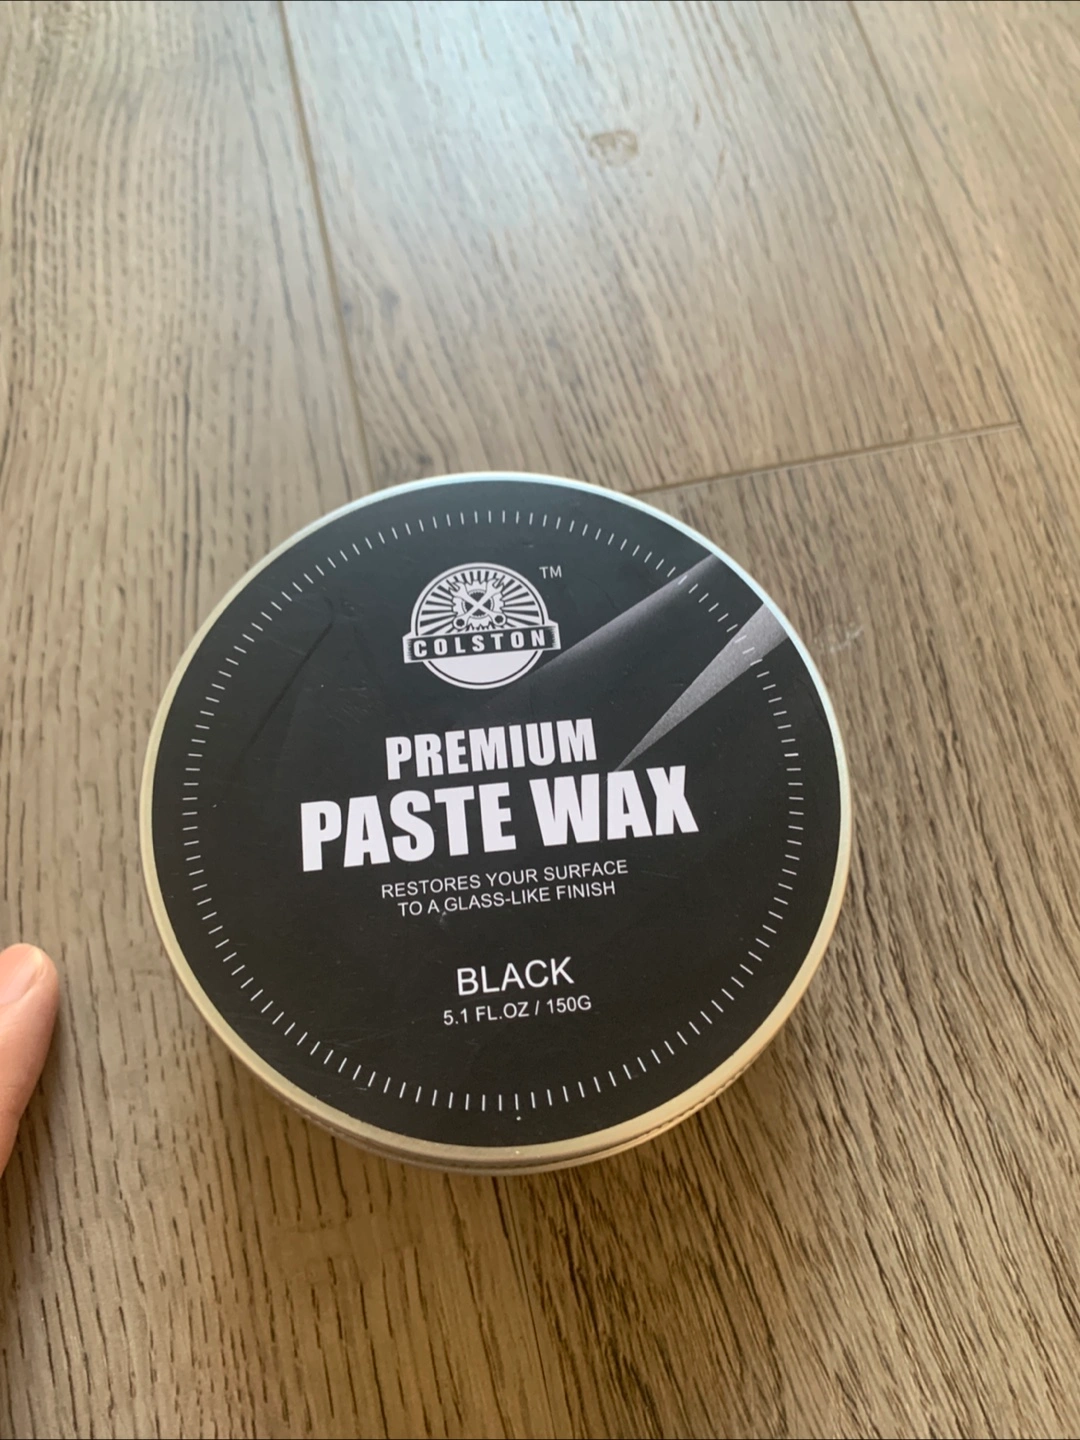 TM
COLSTON
PREMIUM
PASTE WAX
RESTORES YOUR SURFACE
TO A GLASS-LIKE FINISH
BLACK
5.1 FL.OZ / 150G